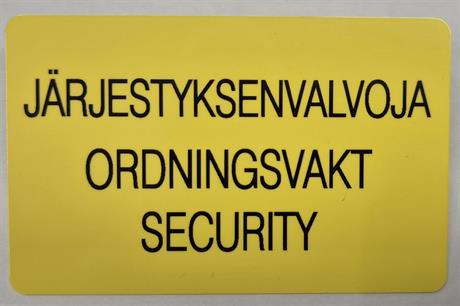 JÄRJESTYKSENVALVOJA
ORDNINGSVAKT
SECURITY